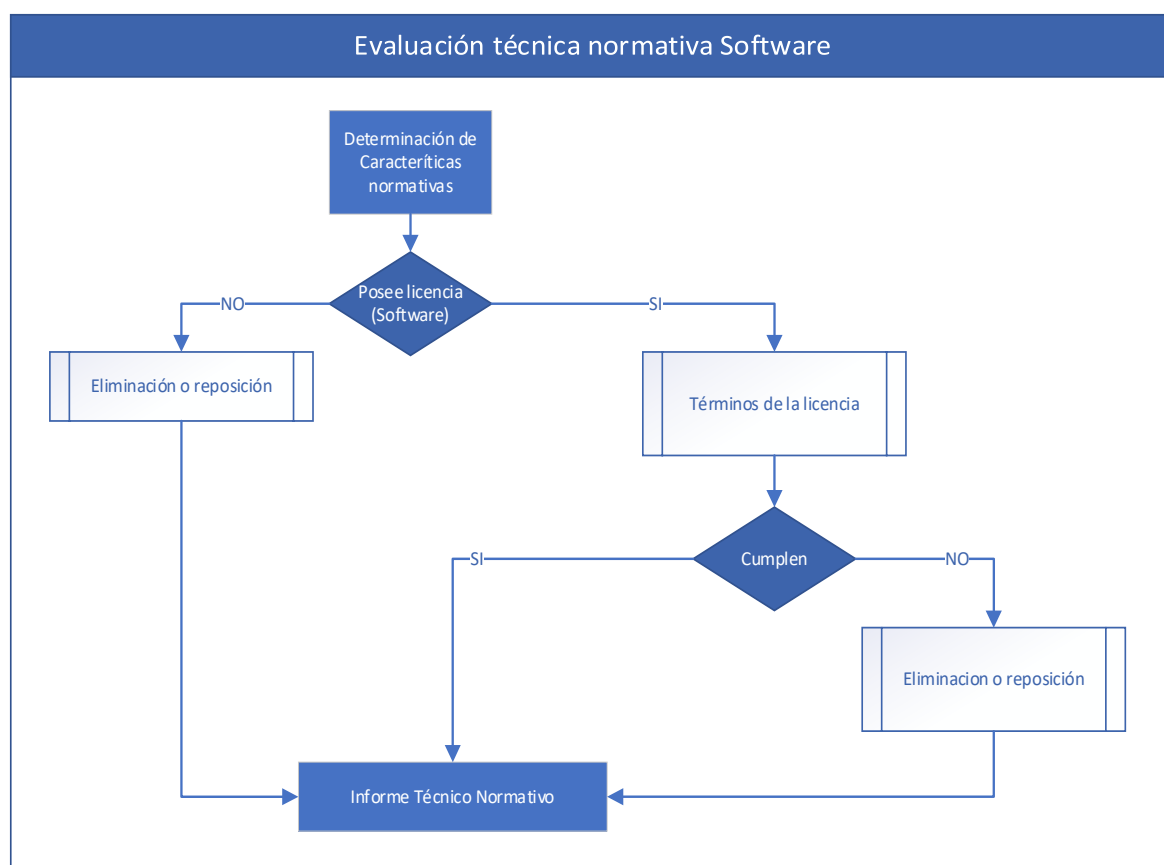 Evaluación técnica normativa Software
Determinación de
Caracteríticas
normativas
Posee licencia
(Software)
NO
SI
Eliminación o reposición
Términos de la licencia
Cumplen
SI
NO
Eliminacion o reposición
Informe Técnico Normativo